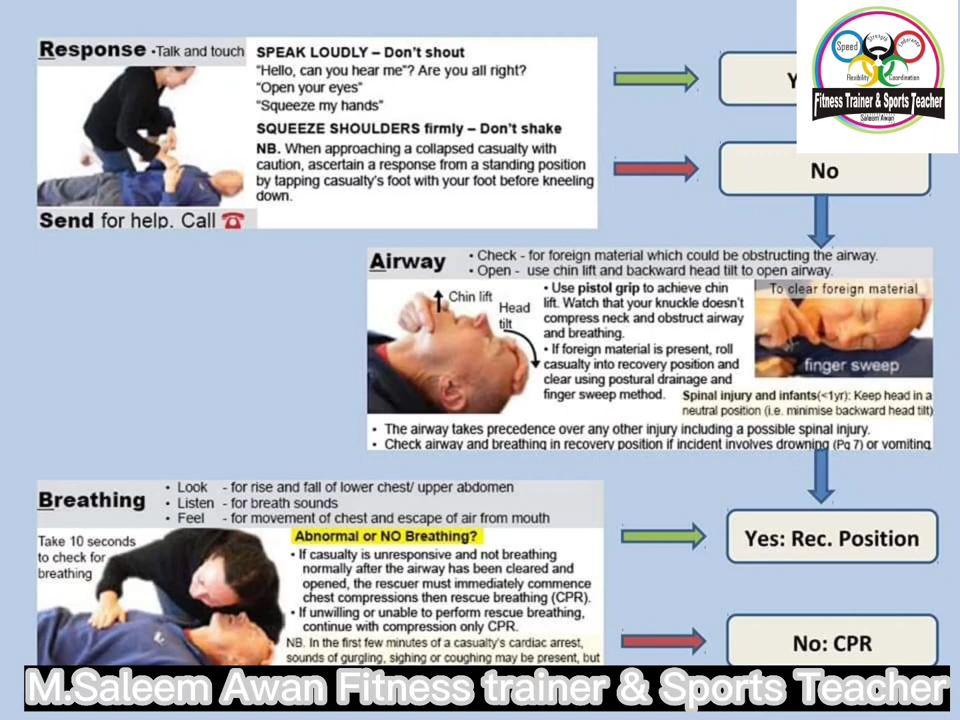 Response •Talk and touch
SPEAK LOUDLY – Don't shout
"Hello, can you hear me"? Are you all right?
"Open your eyes"
"Squeeze my hands"
SQUEEZE SHOULDERS firmly – Don't shake
NB. When approaching a collapsed casualty with
caution, ascertain a response from a standing position
by tapping casualty's foot with your foot before kneeling
down.
Send for help. Call ☎
Speed
Strength
Endurance
Flexibility
Coordination
Fitness Trainer & Sports Teacher
Saleem Awan
No
Airway
• Check - for foreign material which could be obstructing the airway.
• Open - use chin lift and backward head tilt to open airway.
Chin lift
Head
tilt
• Use pistol grip to achieve chin
lift. Watch that your knuckle doesn't
compress neck and obstruct airway
and breathing.
• If foreign material is present, roll
casualty into recovery position and
clear using postural drainage and
finger sweep method.
To clear foreign material
finger sweep
Spinal injury and infants(<1yr): Keep head in a
neutral position (i.e. minimise backward head tilt)
• The airway takes precedence over any other injury including a possible spinal injury.
• Check airway and breathing in recovery position if incident involves drowning (Pg 7) or vomiting
Breathing
• Look - for rise and fall of lower chest/ upper abdomen
• Listen - for breath sounds
• Feel - for movement of chest and escape of air from mouth
Take 10 seconds
to check for
breathing
Abnormal or NO Breathing?
• If casualty is unresponsive and not breathing
normally after the airway has been cleared and
opened, the rescuer must immediately commence
chest compressions then rescue breathing (CPR).
• If unwilling or unable to perform rescue breathing,
continue with compression only CPR.
NB. In the first few minutes of a casualty's cardiac arrest,
sounds of gurgling, sighing or coughing may be present, but
Yes: Rec. Position
No: CPR
M.Saleem Awan Fitness trainer & Sports Teacher